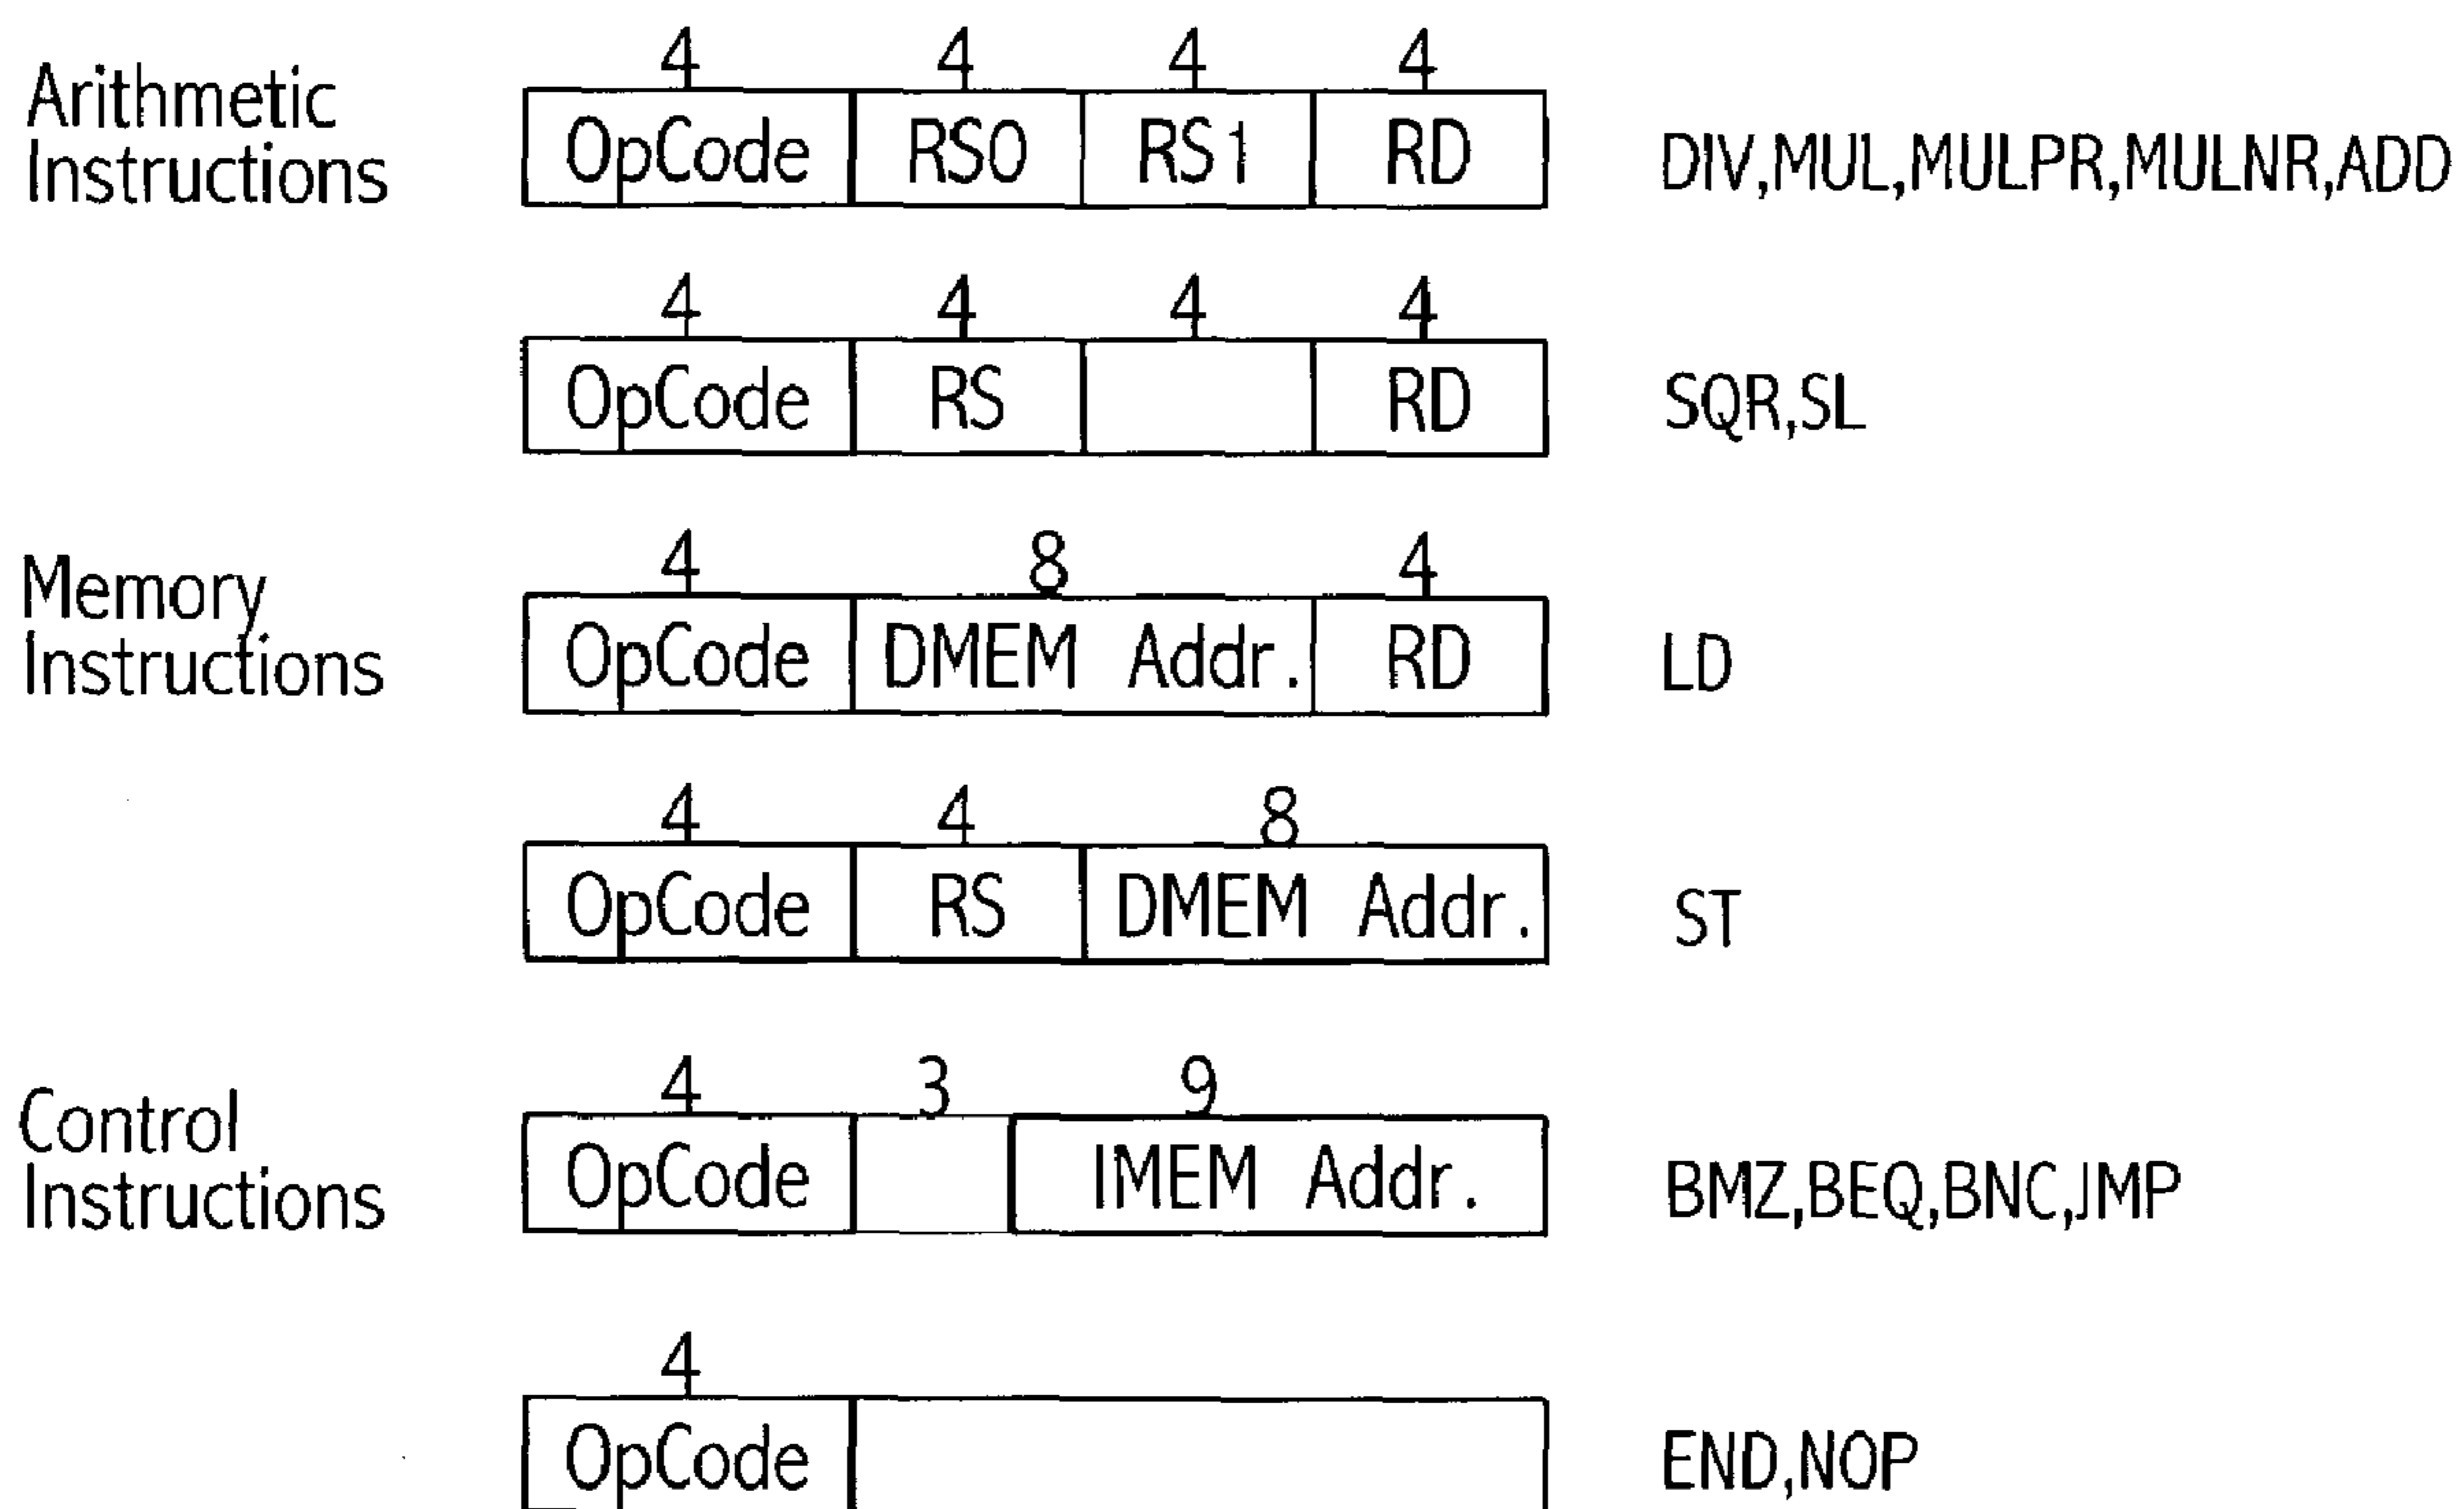 4 4 4 4
Arithmetic
Instructions
OpCode RS0 RS1 RD
DIV,MUL,MULPR,MULNR,ADD
4 4 4 4
OpCode RS RD
SQR,SL
4 8 4
Memory
Instructions
OpCode DMEM Addr. RD
LD
4 4 8
OpCode RS DMEM Addr.
ST
4 3 9
Control
Instructions
OpCode IMEM Addr.
BMZ,BEQ,BNC,JMP
4
OpCode
END,NOP